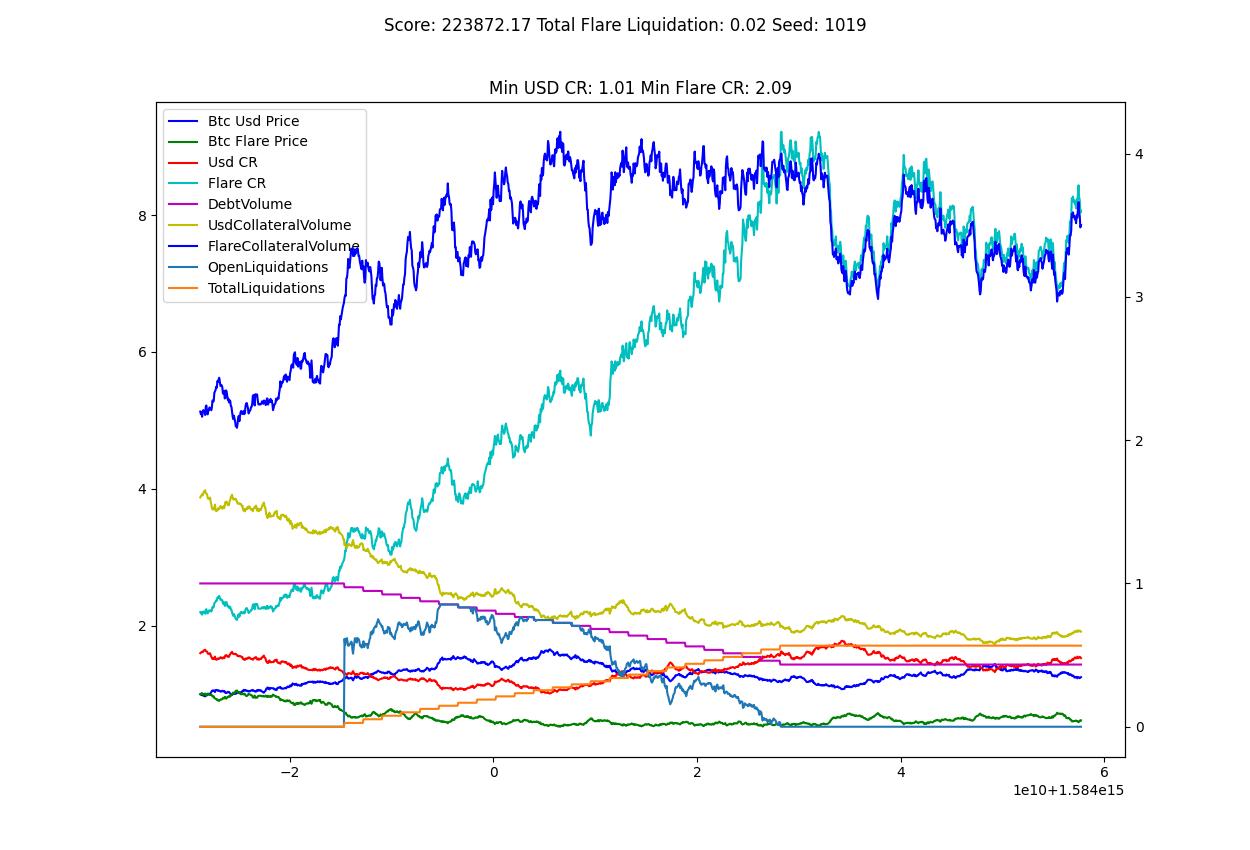 Score: 223872.17 Total Flare Liquidation: 0.02 Seed: 1019
Min USD CR: 1.01 Min Flare CR: 2.09
Btc Usd Price
Btc Flare Price
Usd CR
Flare CR
DebtVolume
UsdCollateralVolume
FlareCollateralVolume
OpenLiquidations
TotalLiquidations
8
6
4
2
4
3
2
1
0
−2
0
2
4
6
1e10+1.584e15